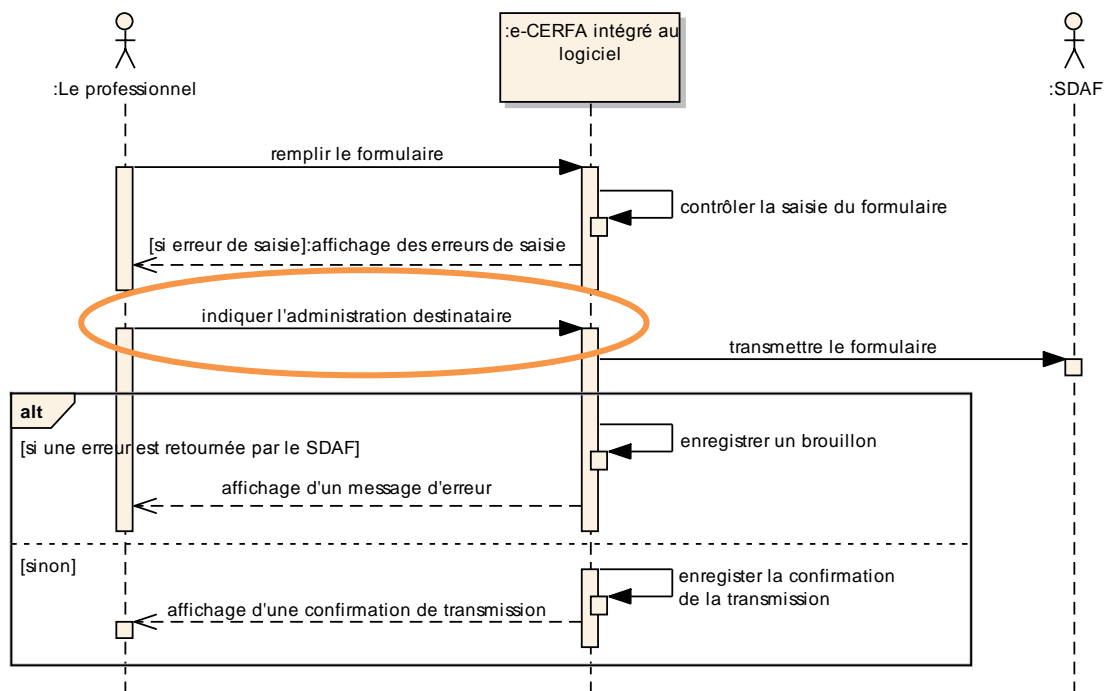 :e-CERFA intégré au
logiciel
:Le professionnel
:SDAF
remplir le formulaire
contrôler la saisie du formulaire
[si erreur de saisie]:affichage des erreurs de saisie
indiquer l'administration destinataire
transmettre le formulaire
alt
[si une erreur est retournée par le SDAF]
enregistrer un brouillon
affichage d'un message d'erreur
[sinon]
enregister la confirmation
de la transmission
affichage d'une confirmation de transmission